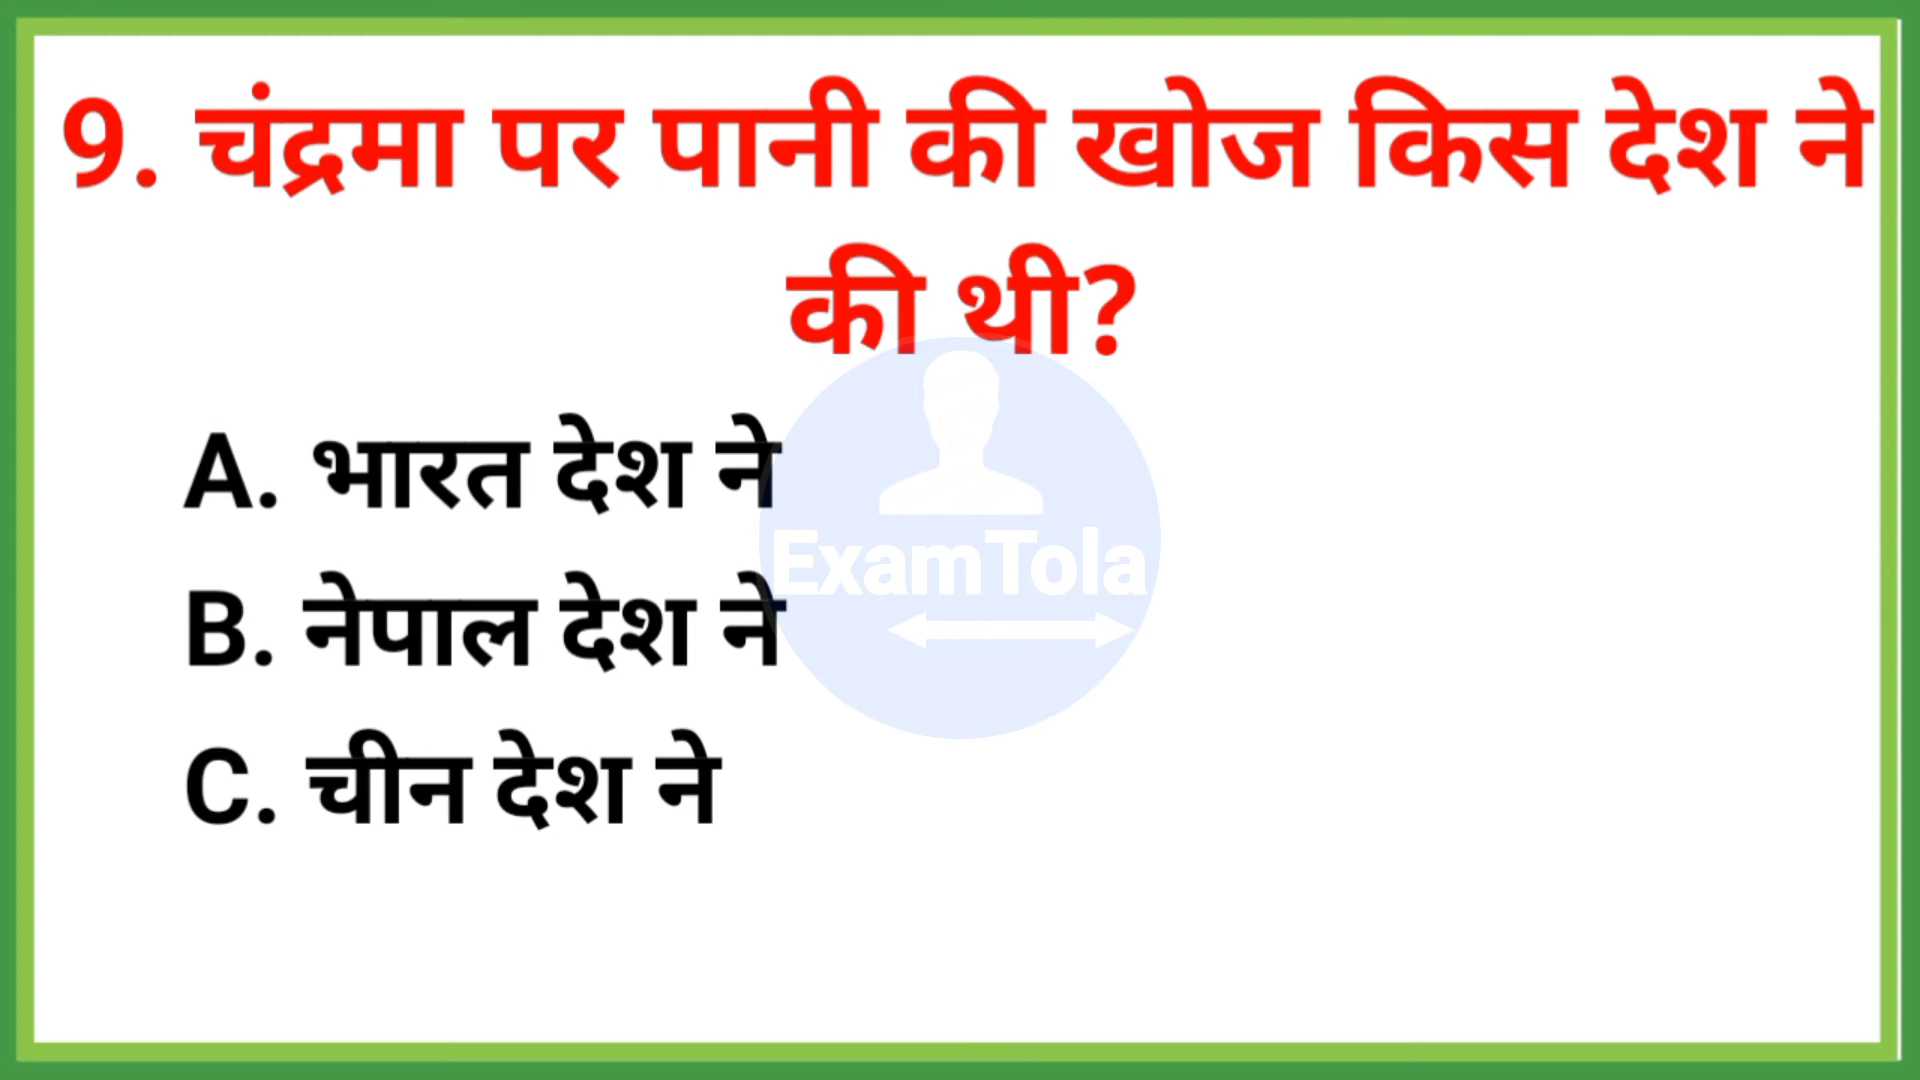 9. चंद्रमा पर पानी की खोज किस देश ने
की थी?
A. भारत देश ने
B. नेपाल देश ने
C. चीन देश ने
ExamTola